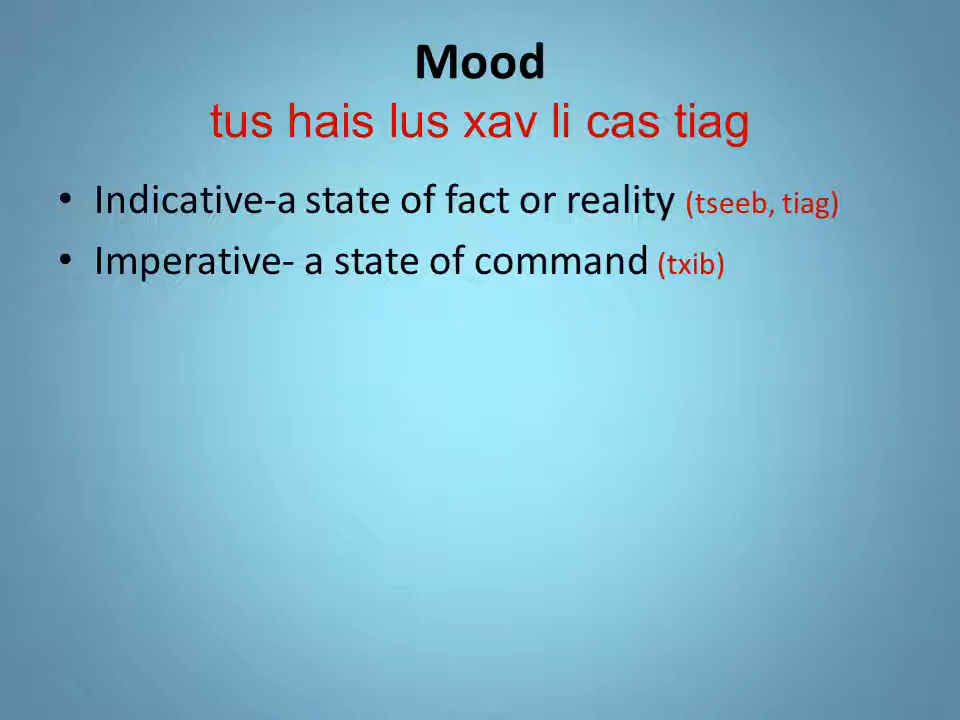 Mood
tus hais lus xav li cas tiag
• Indicative-a state of fact or reality (tseeb, tiag)
• Imperative- a state of command (txib)